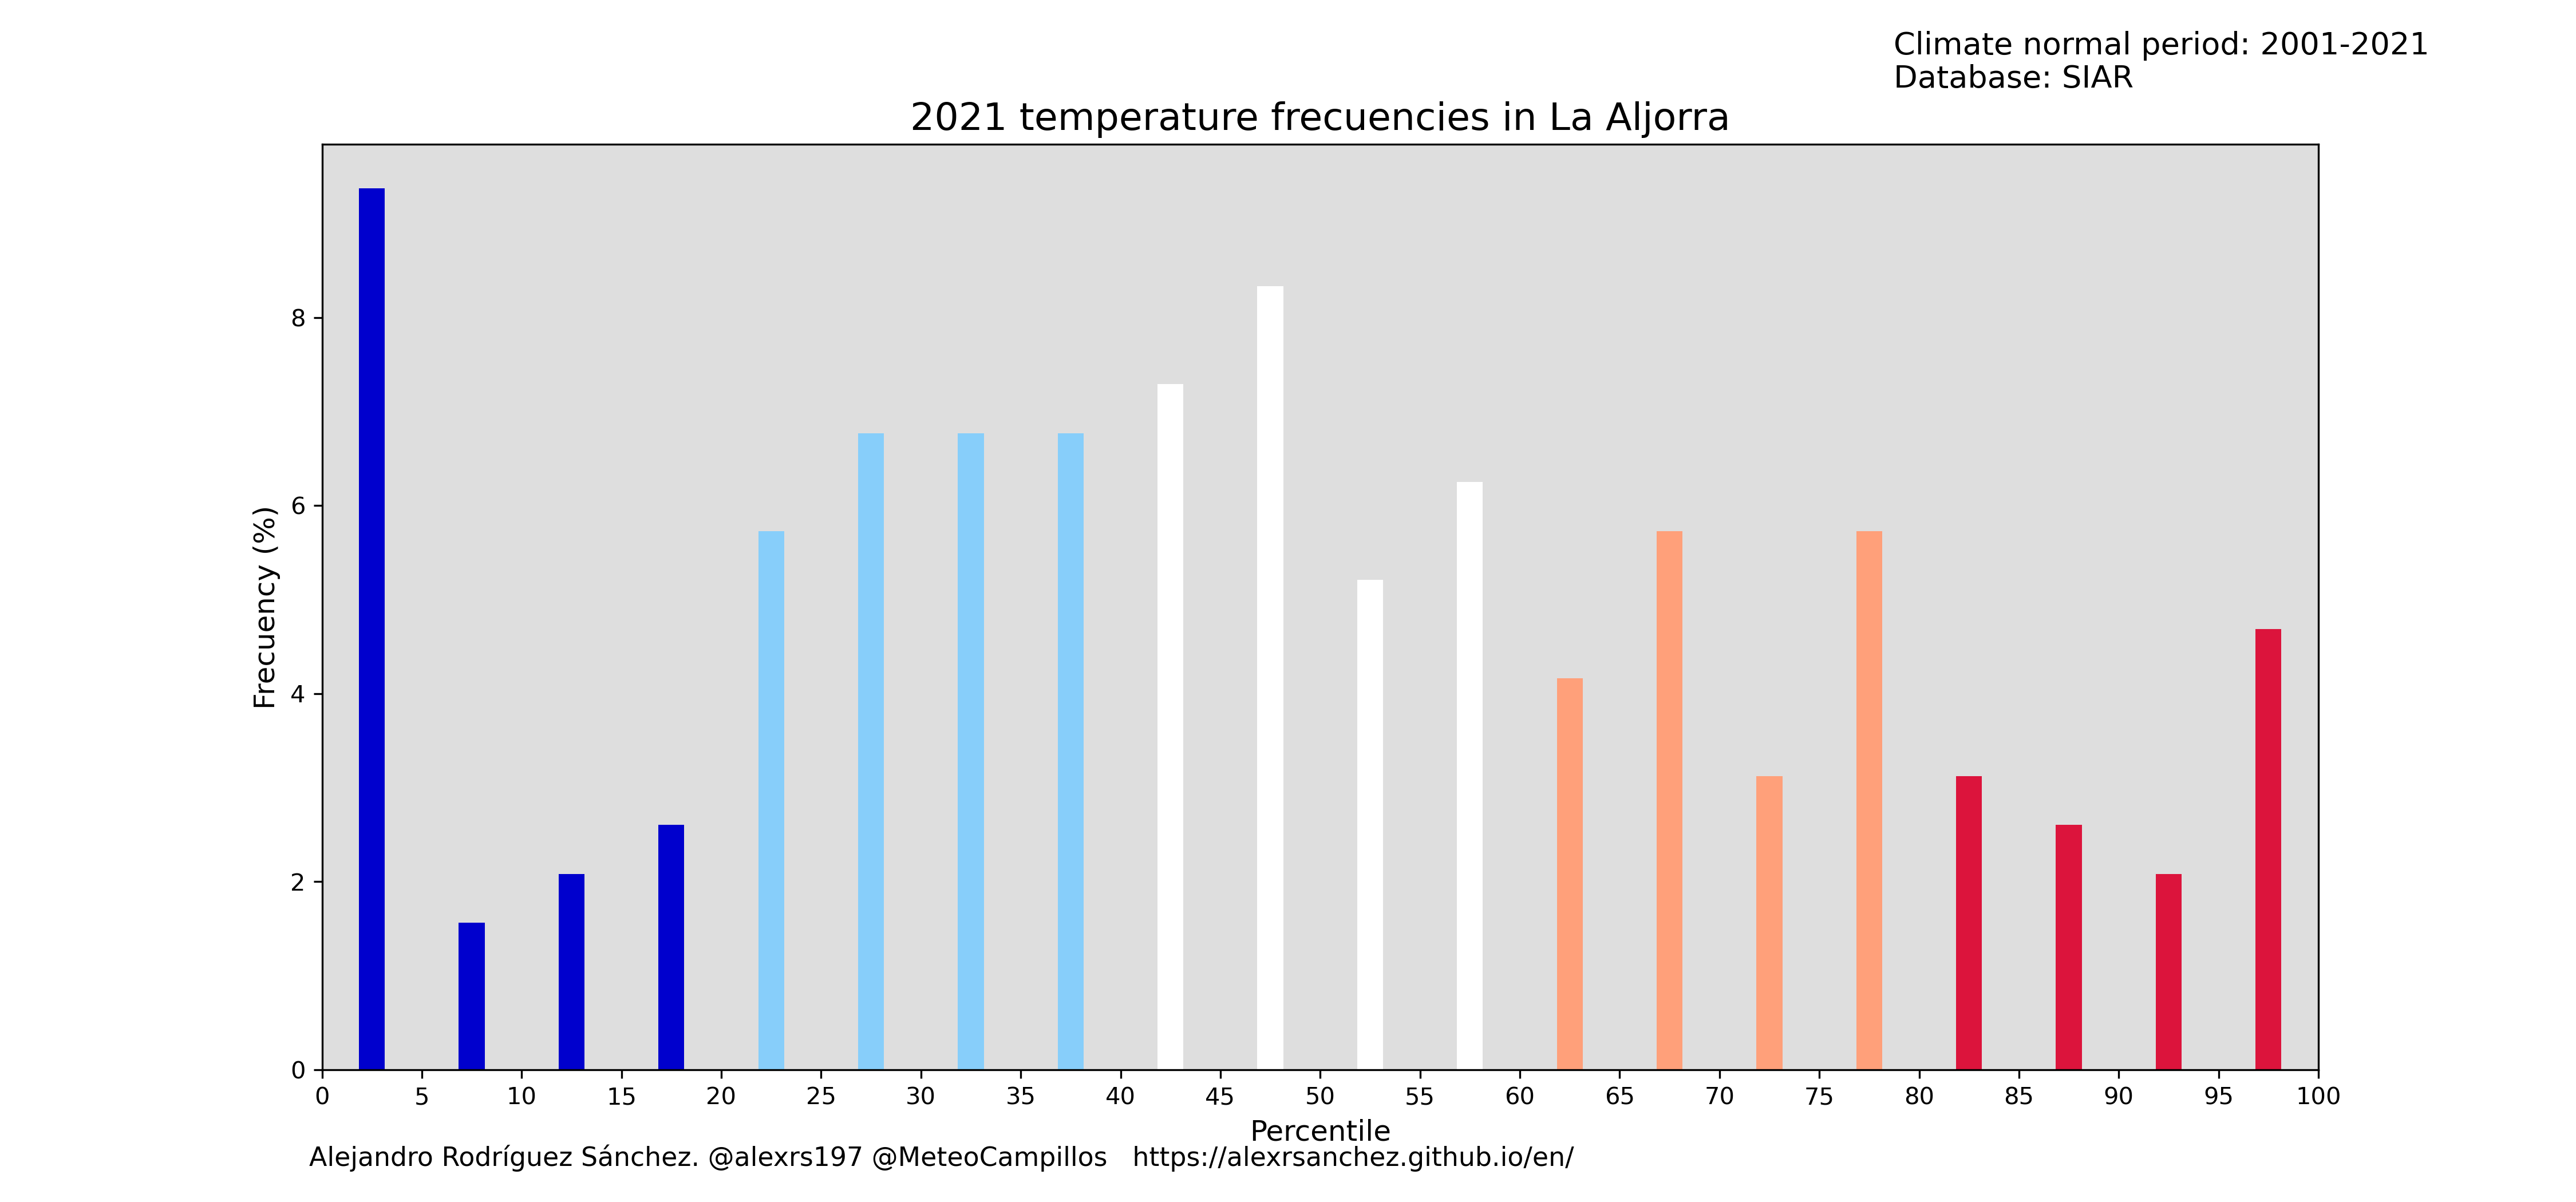 Climate normal period: 2001-2021
Database: SIAR
2021 temperature frecuencies in La Aljorra
Frecuency (%)
8
6
4
2
0
0 5 10 15 20 25 30 35 40 45 50 55 60 65 70 75 80 85 90 95 100
Percentile
Alejandro Rodríguez Sánchez. @alexrs197 @MeteoCampillos https://alexrsanchez.github.io/en/